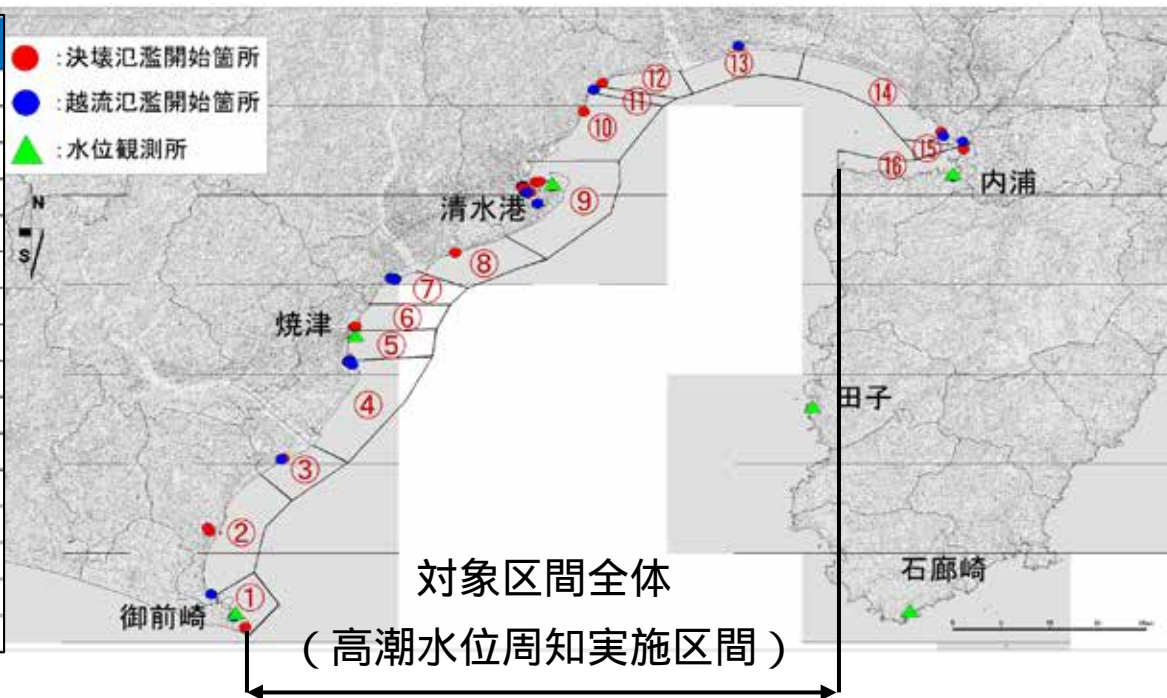 ：決壊氾濫開始箇所
：越流氾濫開始箇所
：水位観測所
N
S
⑫
⑬
⑪
⑭
⑩
⑮
⑯
内浦
清水港
⑨
⑧
⑦
焼津
⑥
⑤
④
田子
③
②
対象区間全体
石廊崎
①
御前崎
（高潮水位周知実施区間）